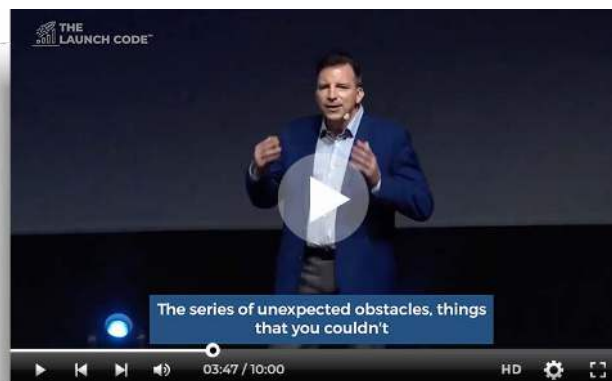 THE
LAUNCH CODE™
The series of unexpected obstacles, things
that you couldn't
03:47 / 10:00
HD